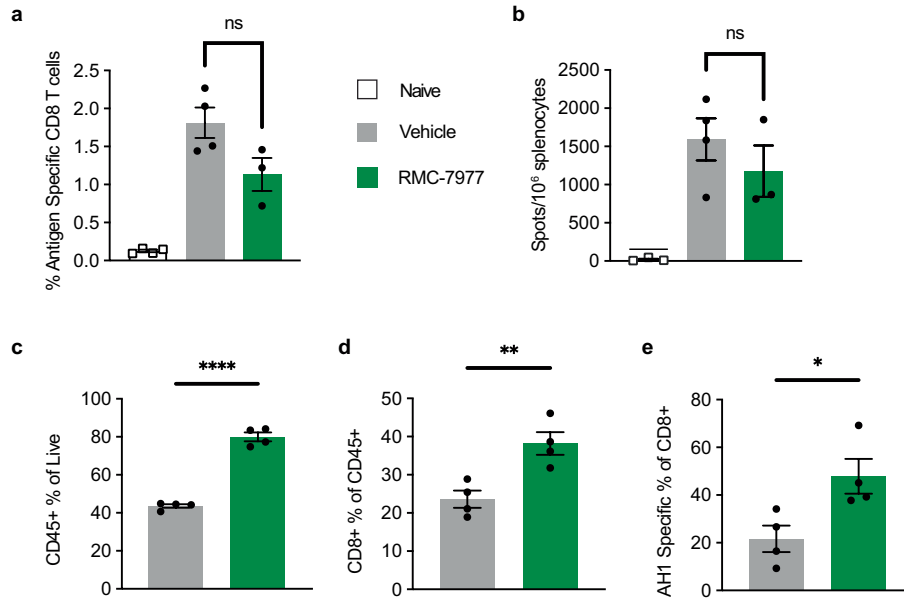 a
ns
% Antigen Specific CD8 T cells
2.5
2.0
1.5
1.0
0.5
0.0
Naive
Vehicle
RMC-7977
b
ns
Spots/10⁶ splenocytes
2500
2000
1500
1000
500
0
c
****
CD45+ % of Live
100
80
60
40
20
0
d
**
CD8+ % of CD45+
50
40
30
20
10
0
e
*
AH1 Specific % of CD8+
80
60
40
20
0